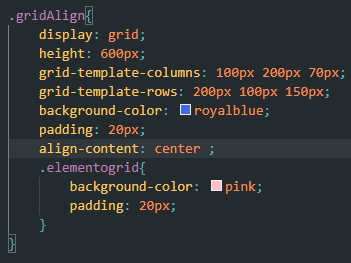 .gridAlign{
display: grid;
height: 600px;
grid-template-columns: 100px 200px 70px;
grid-template-rows: 200px 100px 150px;
background-color: royalblue;
padding: 20px;
align-content: center ;
.elementogrid{
background-color: pink;
padding: 20px;
}
}